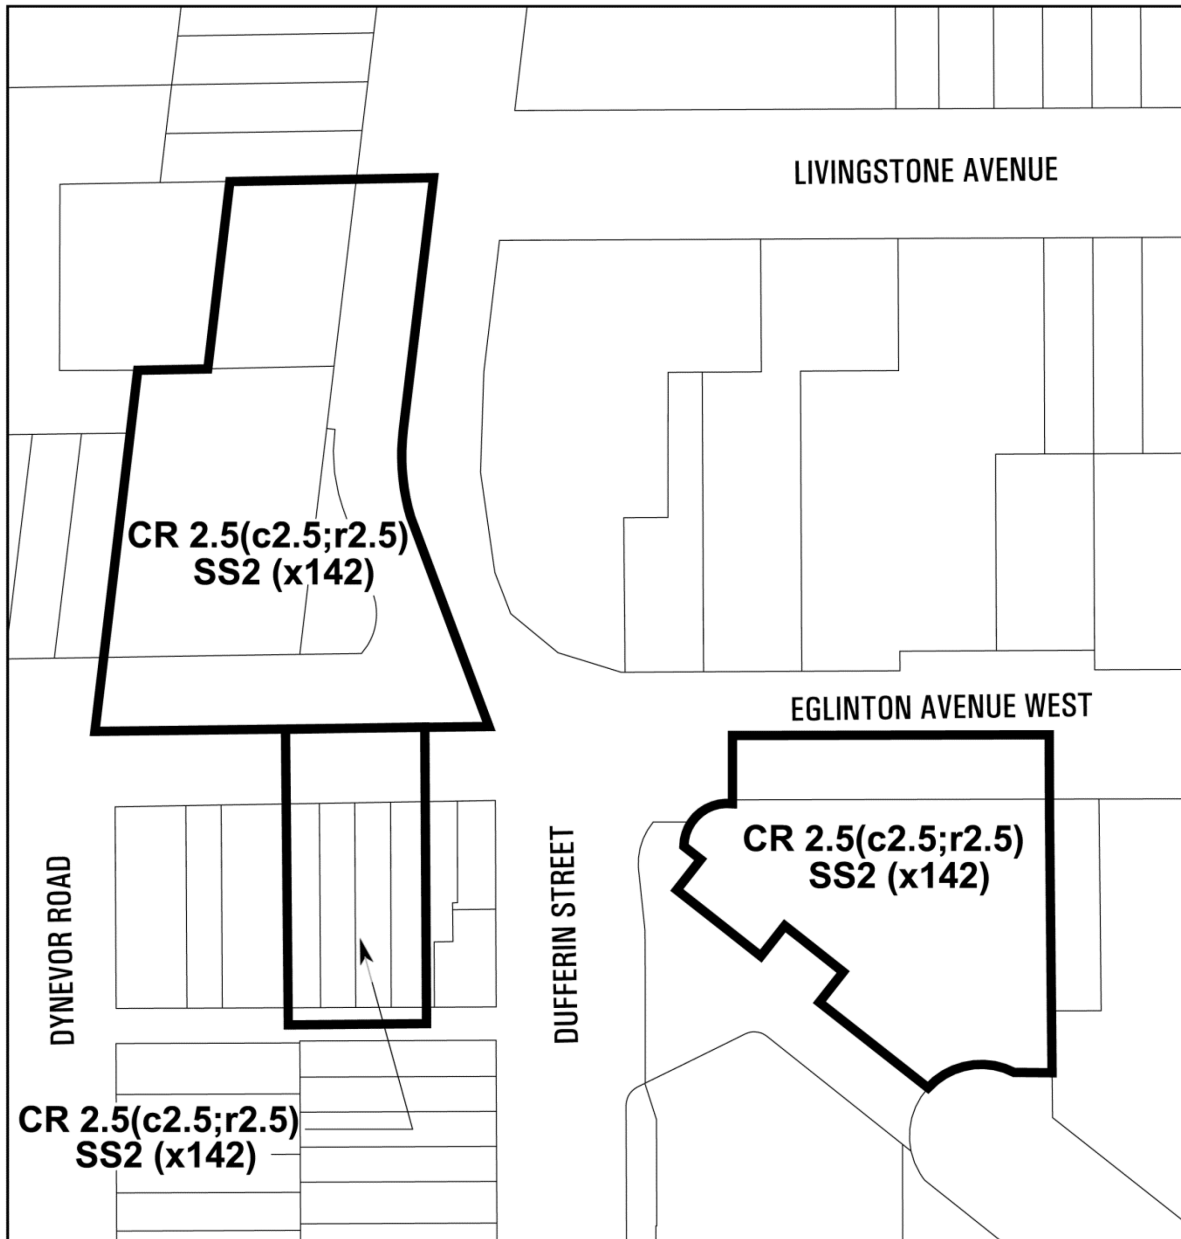 LIVINGSTONE AVENUE
CR 2.5(c2.5;r2.5)
SS2 (x142)
EGLINTON AVENUE WEST
CR 2.5(c2.5;r2.5)
SS2 (x142)
DYNEVOR ROAD
DUFFERIN STREET
CR 2.5(c2.5;r2.5)
SS2 (x142)